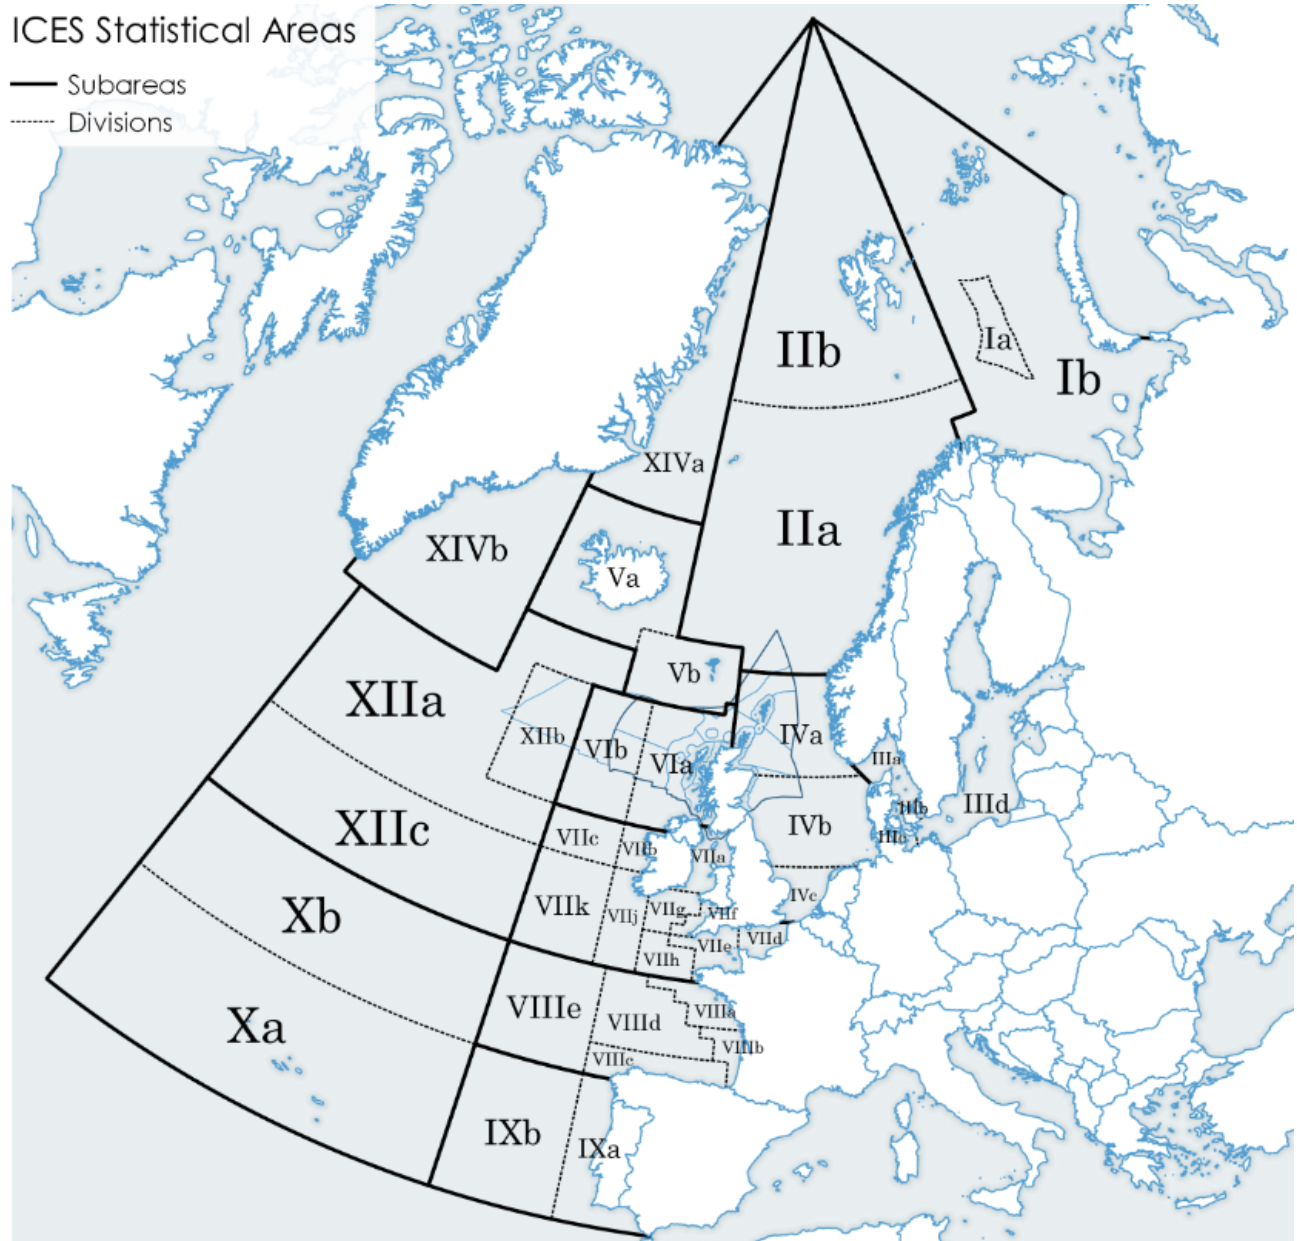 ICES Statistical Areas
Subareas
Divisions
IIb
Ia
Ib
XIVa
IIa
XIVb
Va
Vb
XIIa
XIIb
VIb
VIa
IVa
IIIa
IIIb
IIId
XIIc
VIIc
VIIb
VIIa
IVb
IIIc
Xb
VIIk
VIIj
VIIg
VIIf
IVc
VIIh
VIIe
VIId
Xa
VIIIe
VIIId
VIIIa
VIIIc
VIIIb
IXb
IXa